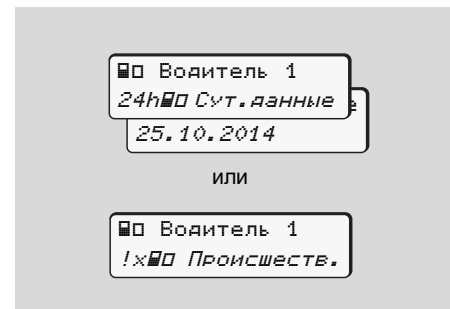 Водитель 1
24h Сут.данные
25.10.2014
или
Водитель 1
!x Происшеств.